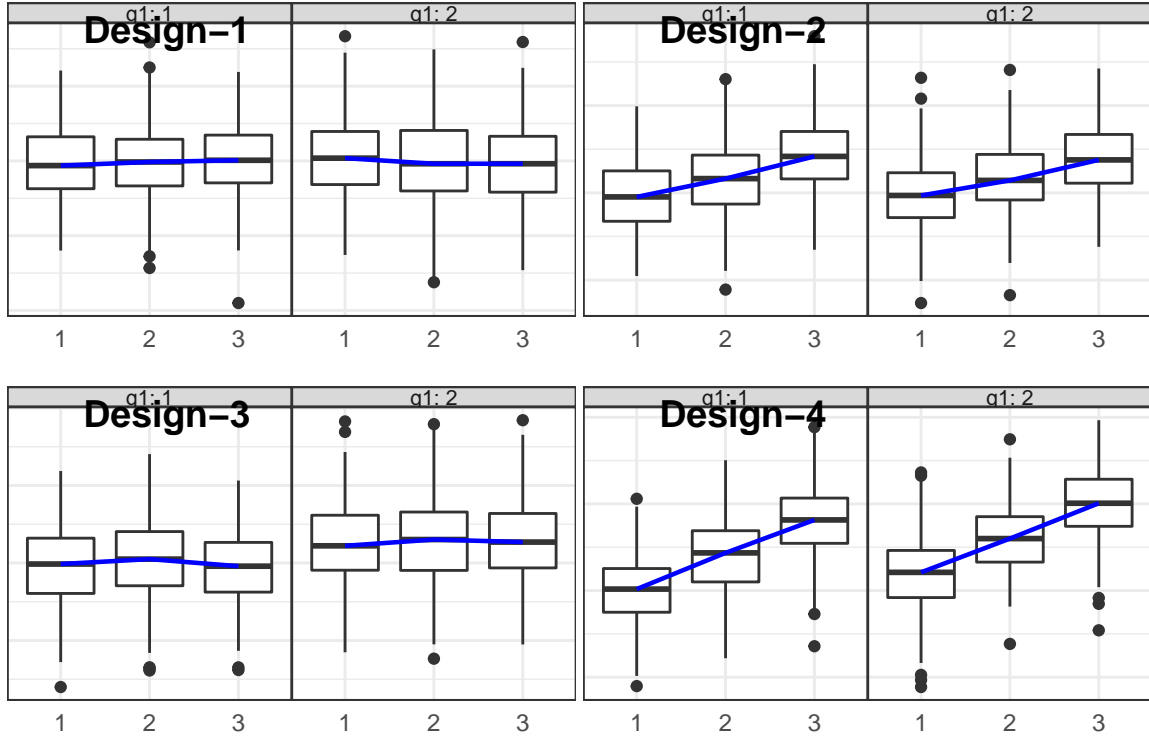 g1: 1 g1: 2 g1: 1 g1: 2
Design−1 Design−2
1 2 3 1 2 3 1 2 3 1 2 3
g1: 1 g1: 2 g1: 1 g1: 2
Design−3 Design−4
1 2 3 1 2 3 1 2 3 1 2 3